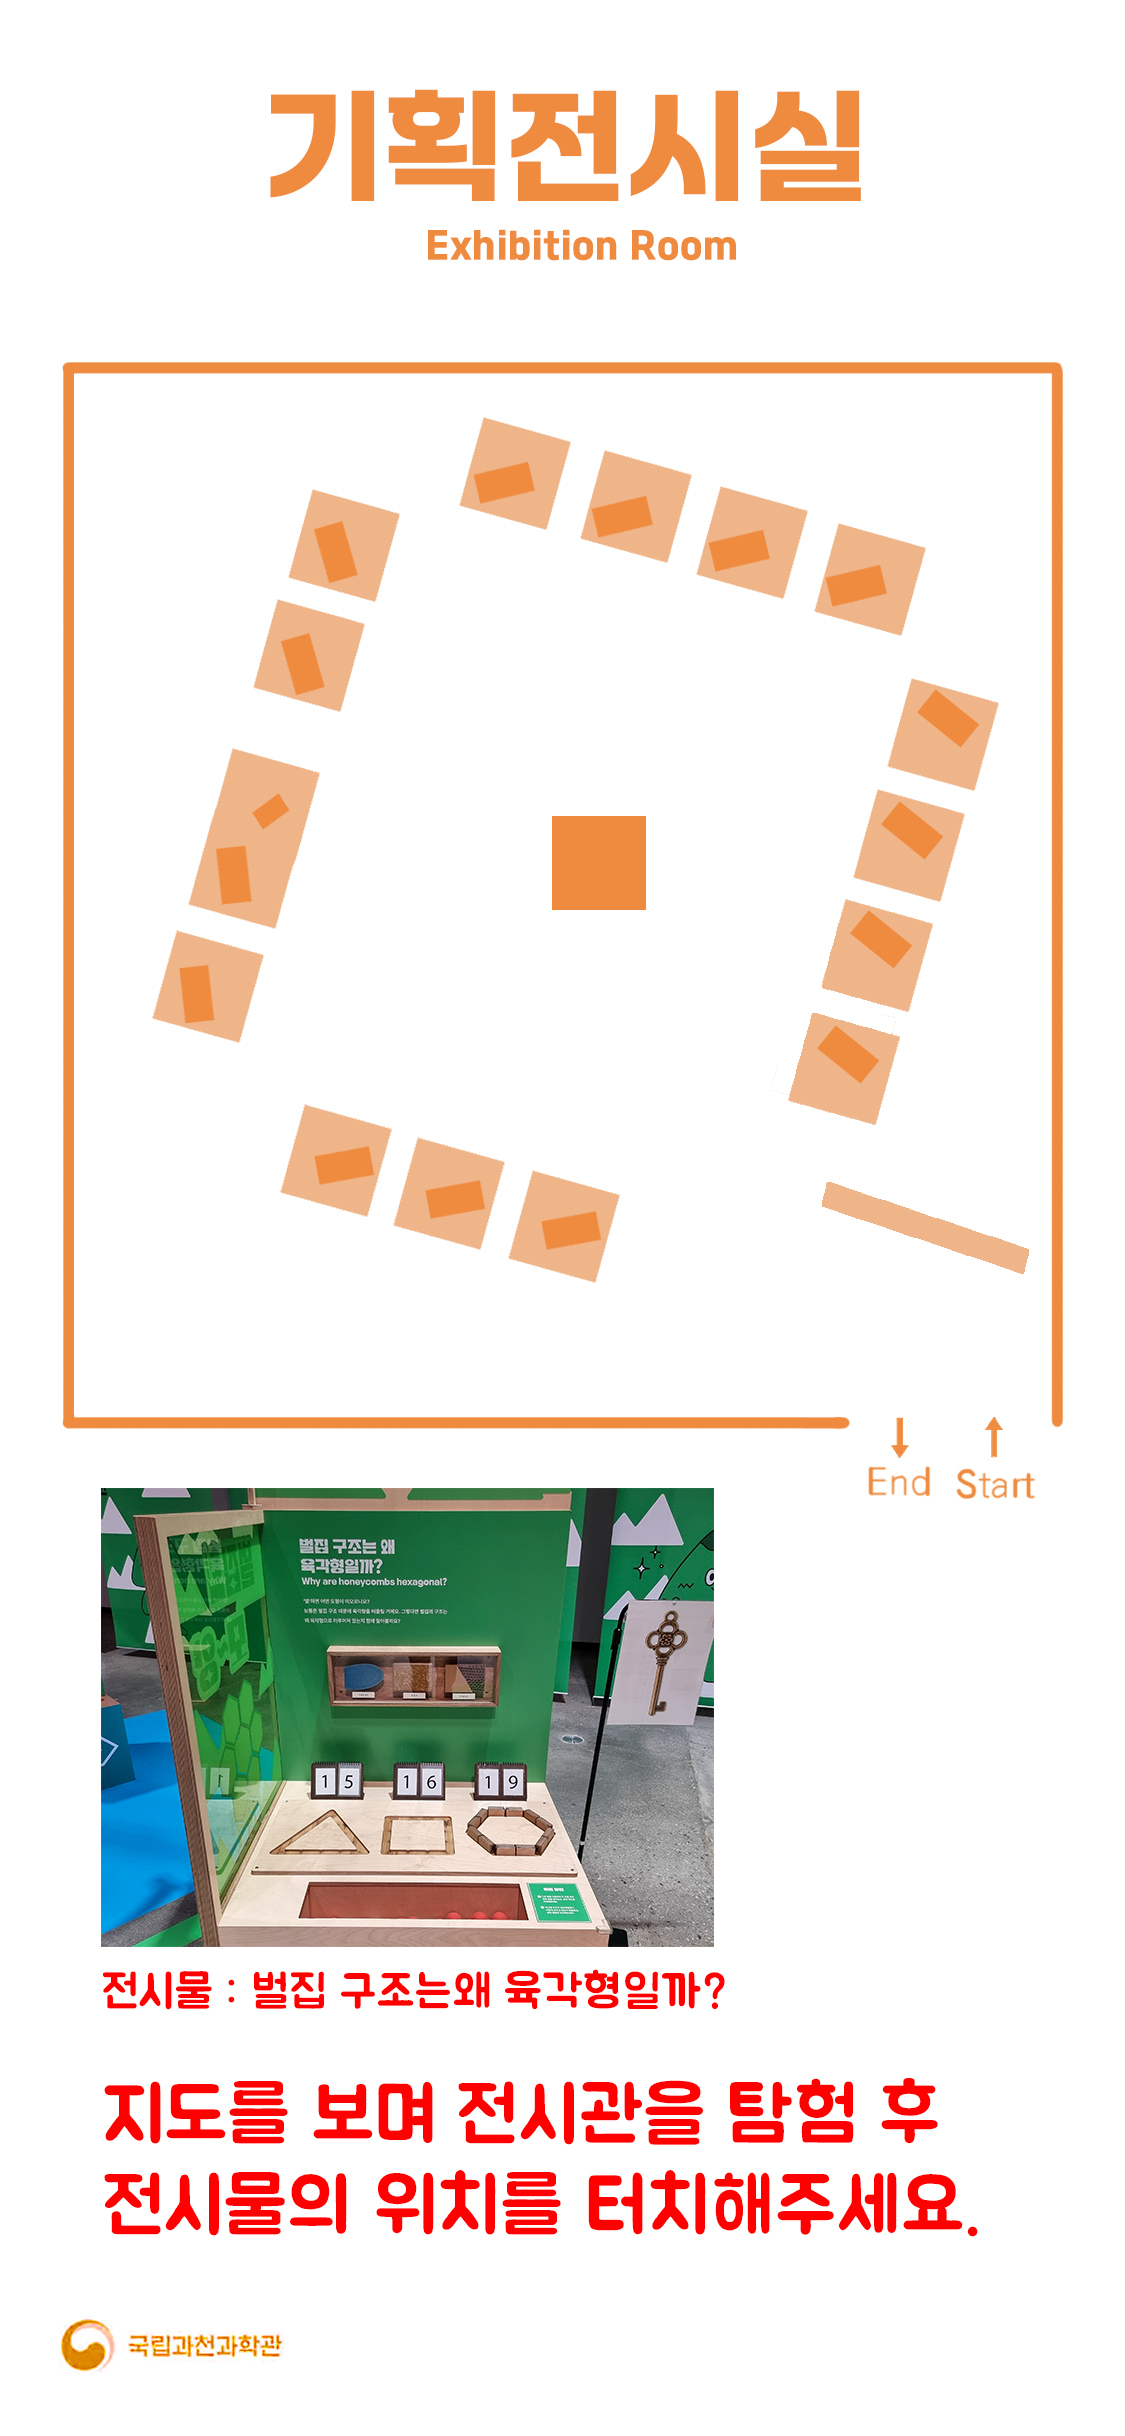 기획전시실
Exhibition Room
End Start
벌집 구조는 왜
육각형일까?
Why are honeycombs hexagonal?
15 16 19
전시물 : 벌집 구조는왜 육각형일까?
지도를 보며 전시관을 탐험 후
전시물의 위치를 터치해주세요.
국립과천과학관